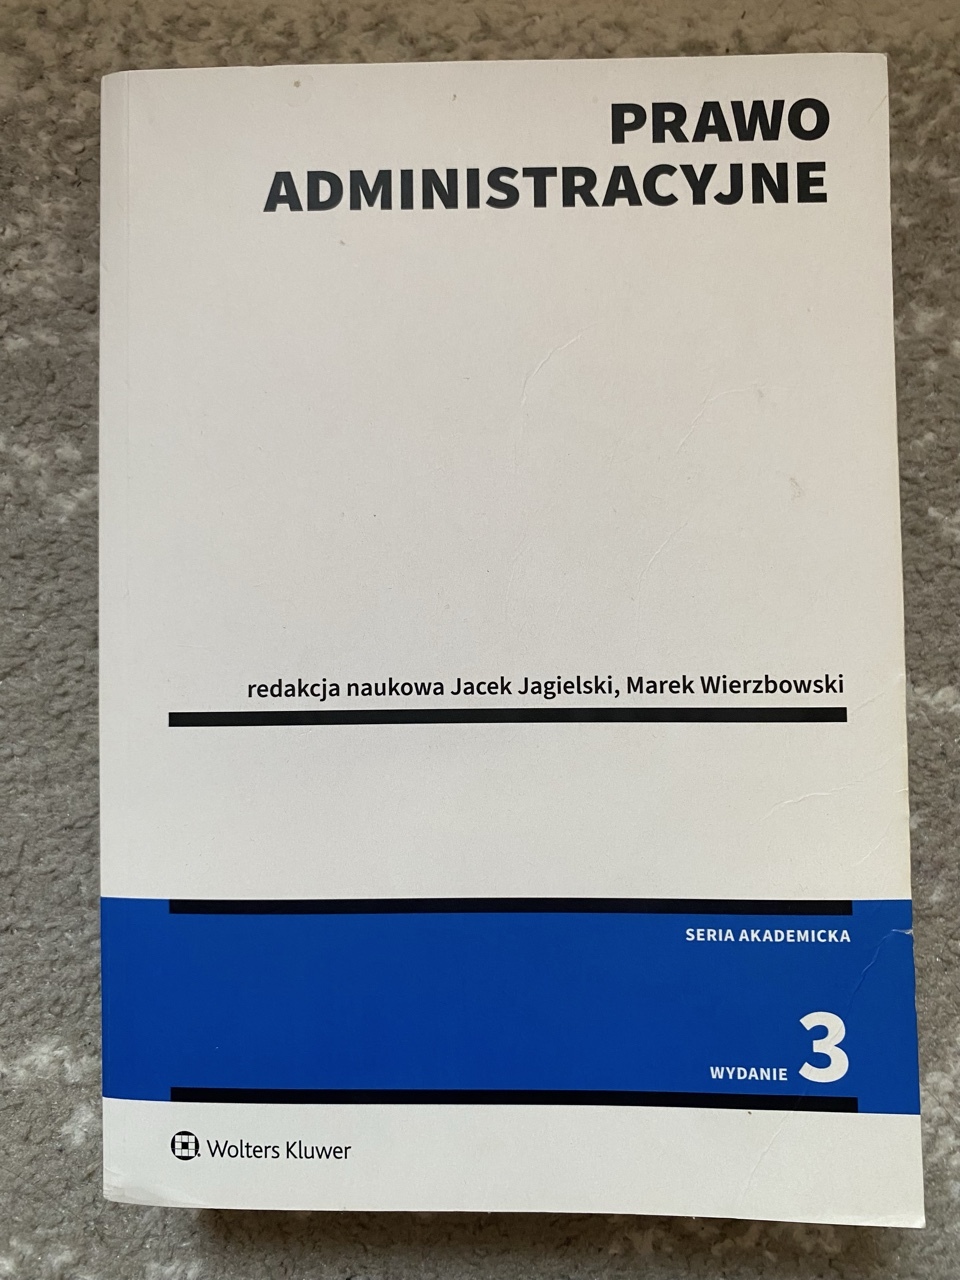 PRAWO
ADMINISTRACYJNE
redakcja naukowa Jacek Jagielski, Marek Wierzbowski
SERIA AKADEMICKA
WYDANIE 3
Wolters Kluwer